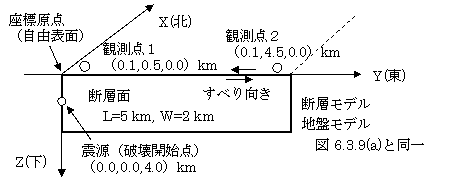 座標原点
(自由表面)
X(北)
観測点1
(0.1,0.5,0.0) km
観測点2
(0.1,4.5,0.0) km
Y(東)
すべり向き
断層面
L=5 km, W=2 km
断層モデル
地盤モデル
図 6.3.9(a)と同一
震源(破壊開始点)
(0.0,0.0,4.0) km
Z(下)